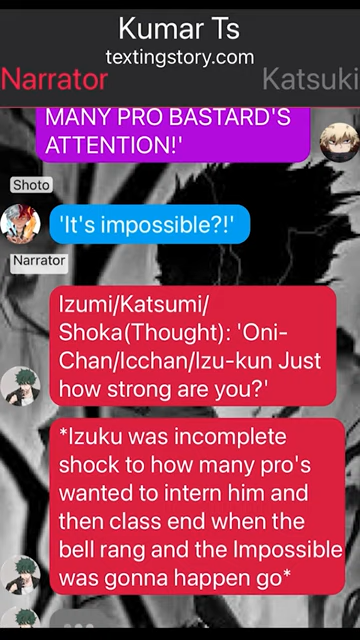 Kumar Ts
textingstory.com
Narrator Katsuki
MANY PRO BASTARD'S
ATTENTION!'
Shoto
'It's impossible?!'
Narrator
Izumi/Katsumi/
Shoka(Thought): 'Oni-
Chan/Icchan/Izu-kun Just
how strong are you?'
*Izuku was incomplete
shock to how many pro's
wanted to intern him and
then class end when the
bell rang and the Impossible
was gonna happen go*